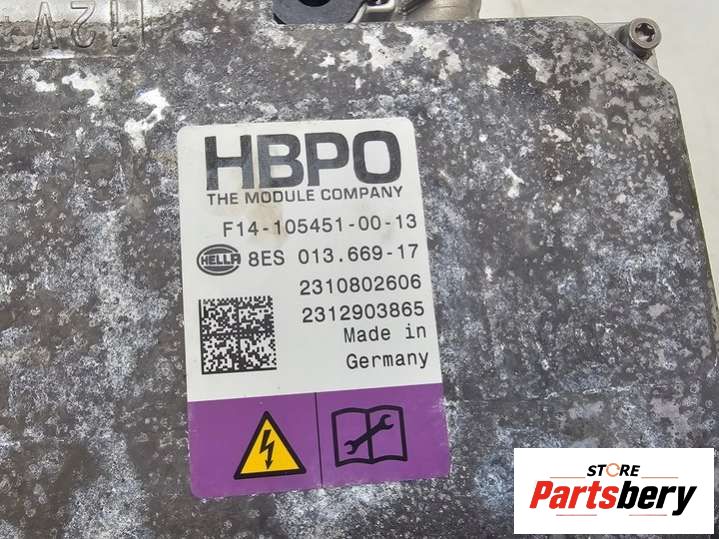 12V
HBPO
THE MODULE COMPANY
F14-105451-00-13
HELLA 8ES 013.669-17
2310802606
2312903865
Made in
Germany
STORE
Partsbery